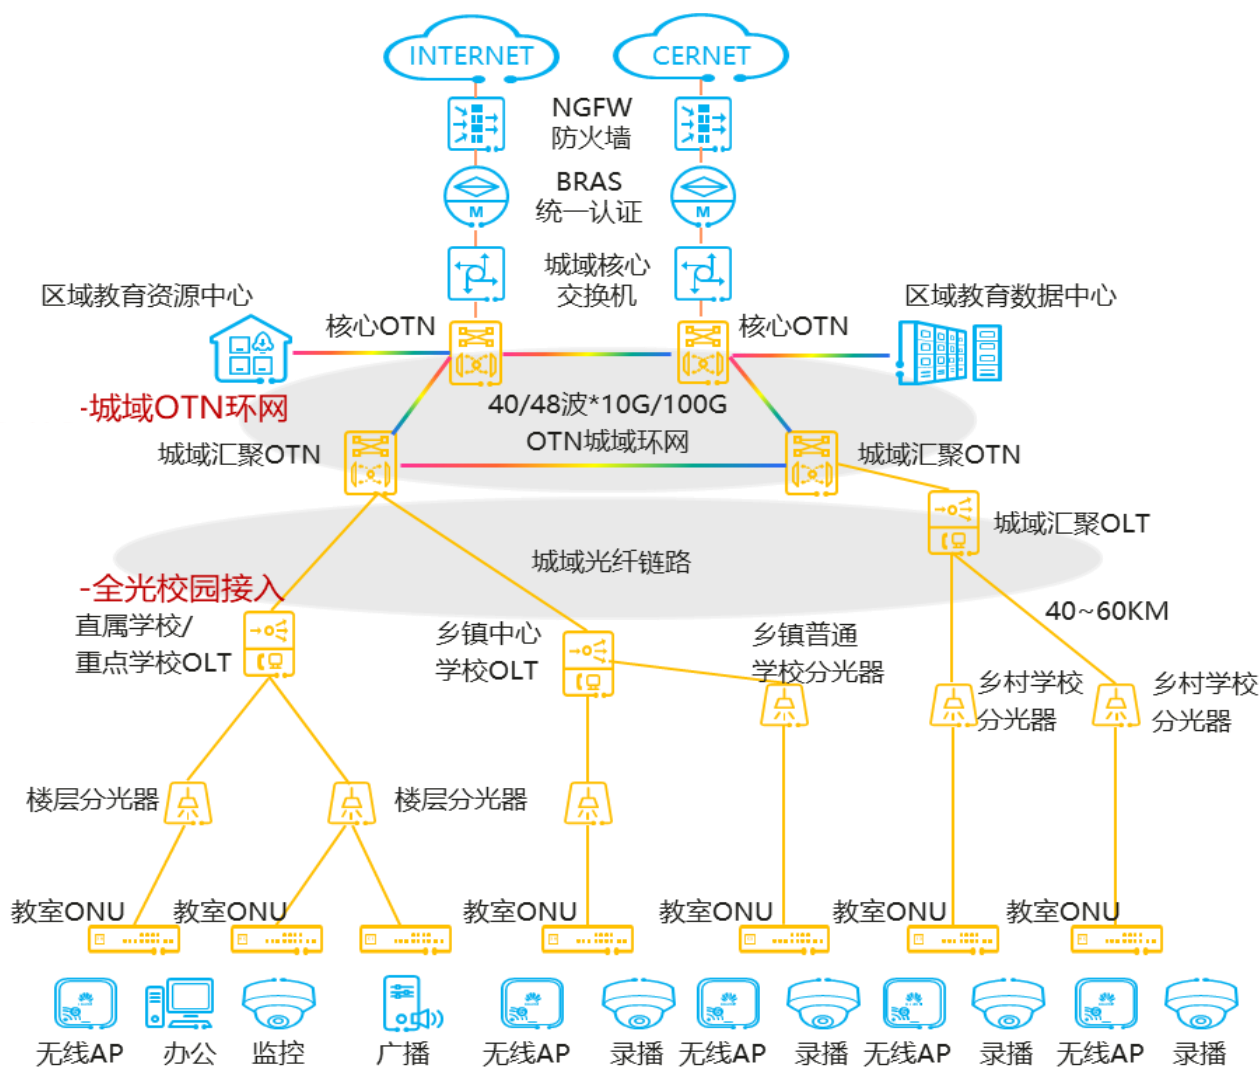 INTERNET
CERNET
NGFW
防火墙
BRAS
统一认证
M
M
城域核心
交换机
区域教育资源中心
核心OTN
核心OTN
区域教育数据中心
-城域OTN环网
40/48波*10G/100G
OTN城域环网
城域汇聚OTN
城域汇聚OTN
城域汇聚OLT
城域光纤链路
-全光校园接入
直属学校/
重点学校OLT
乡镇中心
学校OLT
乡镇普通
学校分光器
40~60KM
乡村学校
分光器
乡村学校
分光器
楼层分光器
楼层分光器
教室ONU
教室ONU
教室ONU
教室ONU
教室ONU
教室ONU
无线AP
办公
监控
广播
无线AP
录播
无线AP
录播
无线AP
录播
无线AP
录播